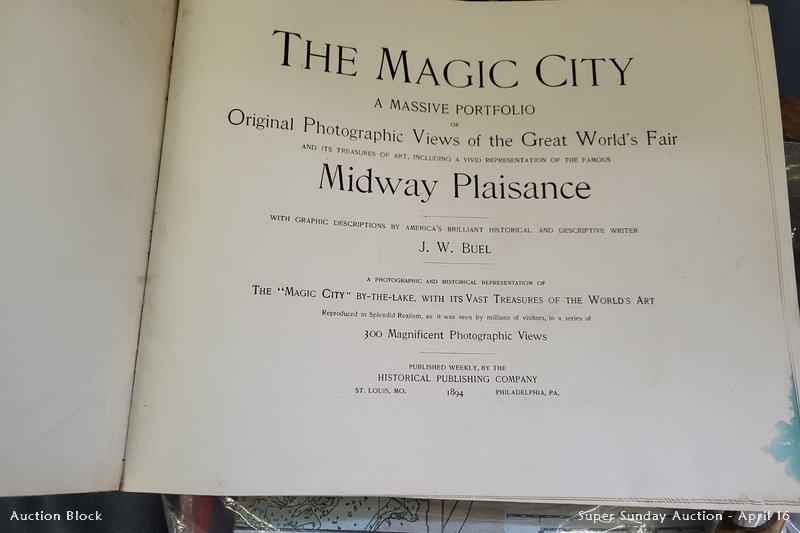 THE MAGIC CITY
A MASSIVE PORTFOLIO
OF
Original Photographic Views of the Great World's Fair
AND ITS TREASURES OF ART, INCLUDING A VIVID REPRESENTATION OF THE FAMOUS
Midway Plaisance
WITH GRAPHIC DESCRIPTIONS BY AMERICA'S BRILLIANT HISTORICAL AND DESCRIPTIVE WRITER
J. W. BUEL
A PHOTOGRAPHIC AND HISTORICAL REPRESENTATION OF
THE "MAGIC CITY" BY-THE-LAKE, WITH ITS VAST TREASURES OF THE WORLD'S ART
Reproduced in Splendid Realism, as it was seen by millions of visitors, in a series of
300 Magnificent Photographic Views
PUBLISHED WEEKLY, BY THE
HISTORICAL PUBLISHING COMPANY
ST. LOUIS, MO. 1894 PHILADELPHIA, PA.
Auction Block Super Sunday Auction - April 16